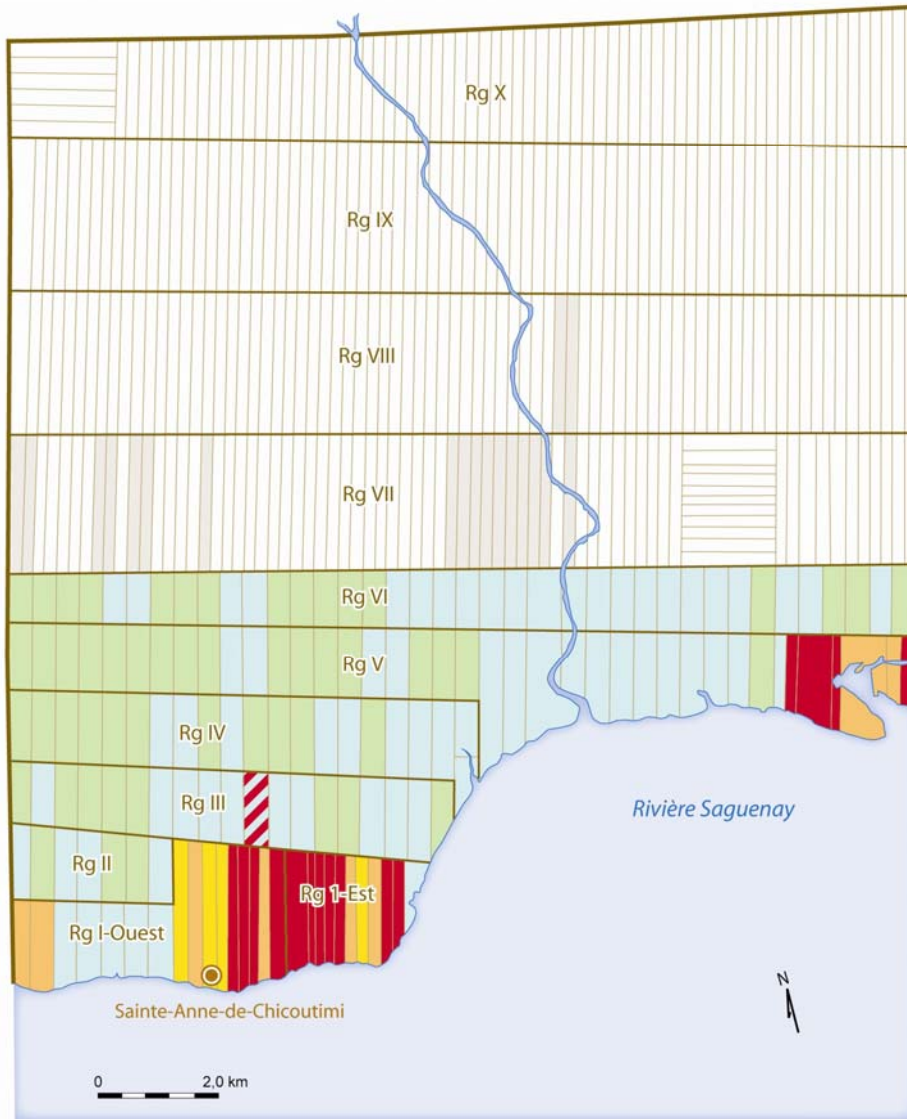 Rg X
Rg IX
Rg VIII
Rg VII
Rg VI
Rg V
Rg IV
Rg III
Rivière Saguenay
Rg II
Rg 1-Est
Rg I-Ouest
N
Sainte-Anne-de-Chicoutimi
0 2,0 km